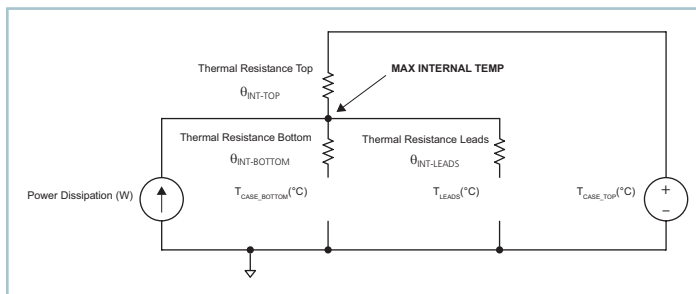 Thermal Resistance Top
θINT-TOP
MAX INTERNAL TEMP
Thermal Resistance Bottom
θINT-BOTTOM
Thermal Resistance Leads
θINT-LEADS
Power Dissipation (W)
TCASE_BOTTOM(°C)
TLEADS(°C)
TCASE_TOP(°C)
+
–